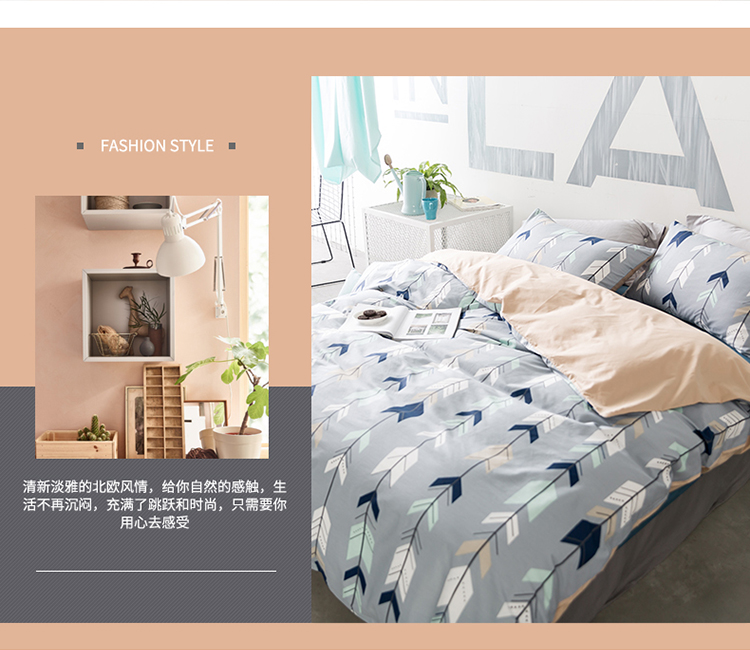 FASHION STYLE
LA
清新淡雅的北欧风情，给你自然的感触，生
活不再沉闷，充满了跳跃和时尚，只需要你
用心去感受